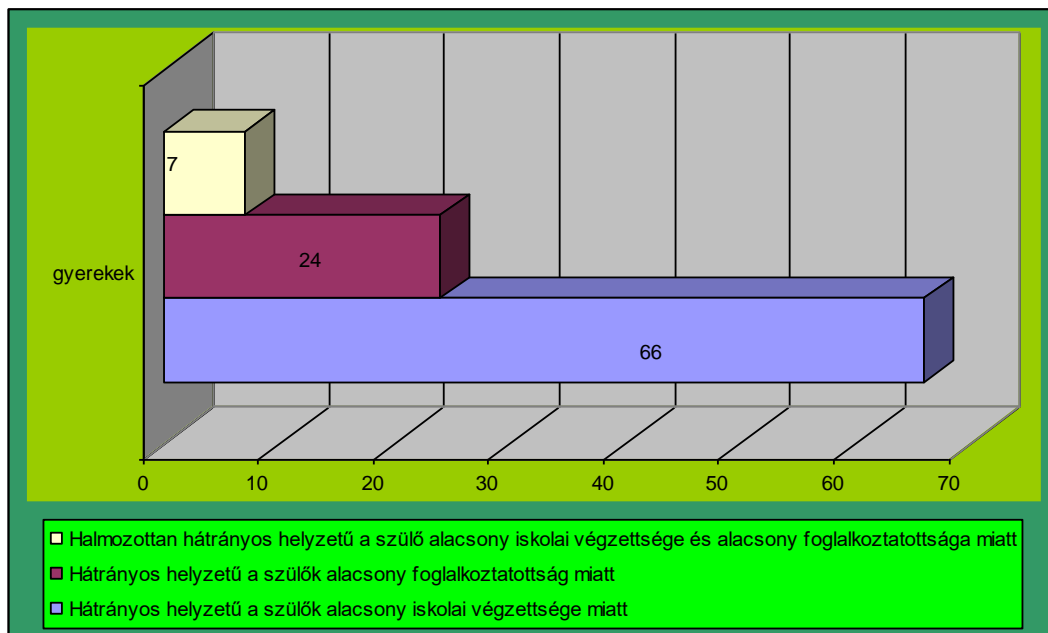 7
24
gyerekek
66
0 10 20 30 40 50 60 70
Halmozottan hátrányos helyzetű a szülő alacsony iskolai végzettsége és alacsony foglalkoztatottsága miatt
Hátrányos helyzetű a szülők alacsony foglalkoztatottság miatt
Hátrányos helyzetű a szülők alacsony iskolai végzettsége miatt